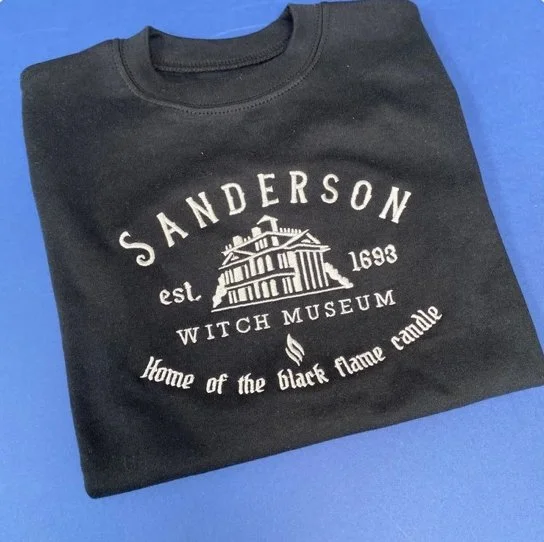 SANDERSON
est. 1693
WITCH MUSEUM
Home of the black flame candle